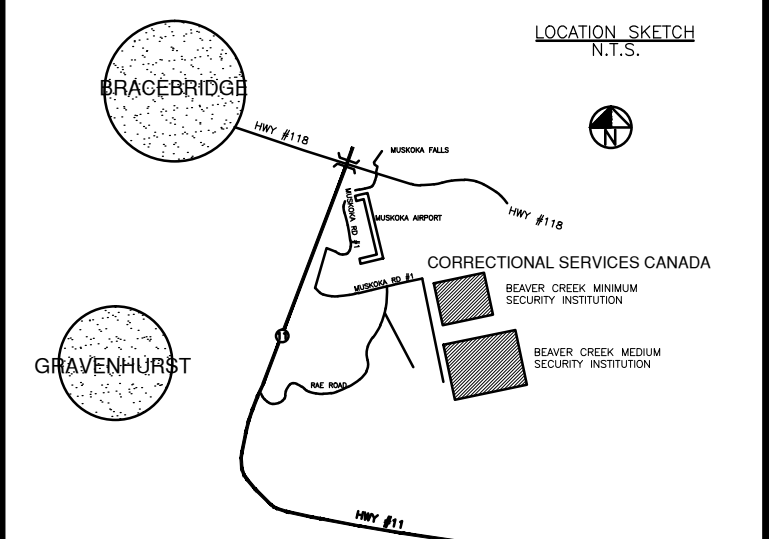 LOCATION SKETCH
N.T.S.
BRACEBRIDGE
HWY #118
MUSKOKA FALLS
N
MUSKOKA RD #1
MUSKOKA AIRPORT
HWY #118
CORRECTIONAL SERVICES CANADA
MUSKOKA RD #1
BEAVER CREEK MINIMUM
SECURITY INSTITUTION
11
GRAVENHURST
BEAVER CREEK MEDIUM
SECURITY INSTITUTION
RAE ROAD
HWY #11